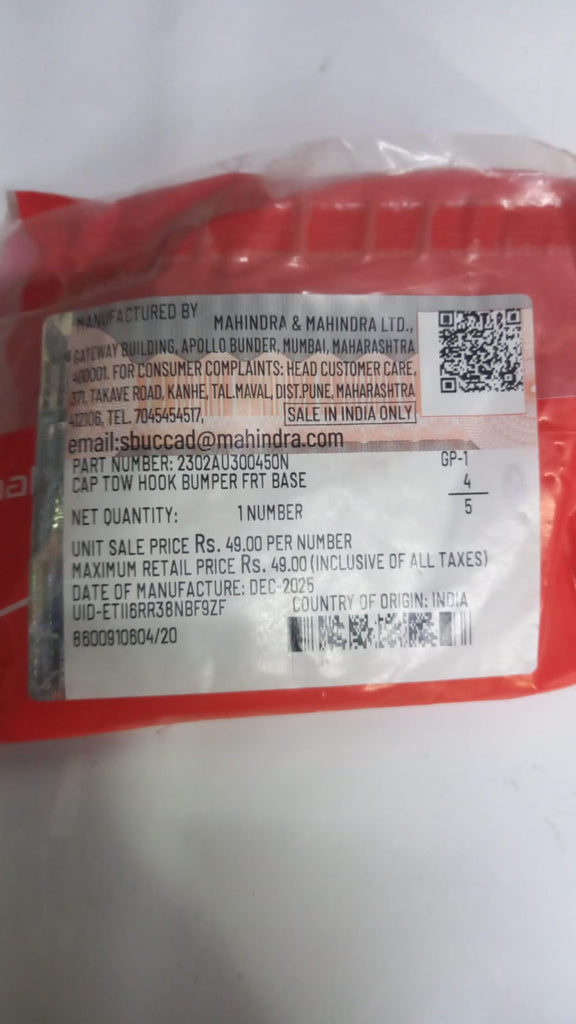 MANUFACTURED BY
MAHINDRA & MAHINDRA LTD.,
GATEWAY BUILDING, APOLLO BUNDER, MUMBAI, MAHARASHTRA
400001. FOR CONSUMER COMPLAINTS: HEAD CUSTOMER CARE,
371, TAKAVE ROAD, KANHE, TAL.MAVAL, DIST.PUNE, MAHARASHTRA
412106, TEL. 7045454517, SALE IN INDIA ONLY
email:sbuccad@mahindra.com
PART NUMBER: 2302AU300450N GP-1
CAP TOW HOOK BUMPER FRT BASE 4
NET QUANTITY: 1 NUMBER 5
UNIT SALE PRICE Rs. 49.00 PER NUMBER
MAXIMUM RETAIL PRICE Rs. 49.00 (INCLUSIVE OF ALL TAXES)
DATE OF MANUFACTURE: DEC-2025
UID-ETII6RR38NBF9ZF COUNTRY OF ORIGIN: INDIA
8600910604/20